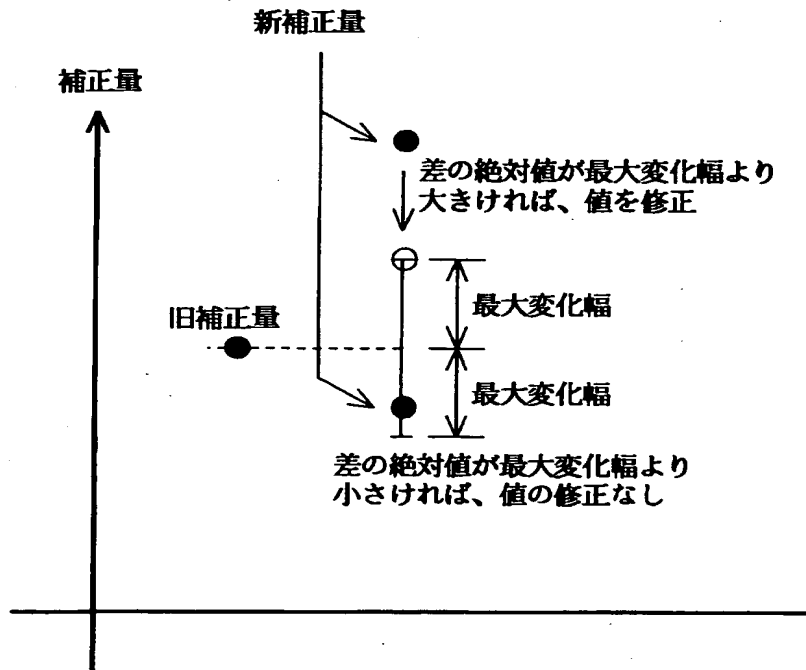 新補正量
補正量
差の絶対値が最大変化幅より
大きければ、値を修正
最大変化幅
旧補正量
最大変化幅
差の絶対値が最大変化幅より
小さければ、値の修正なし